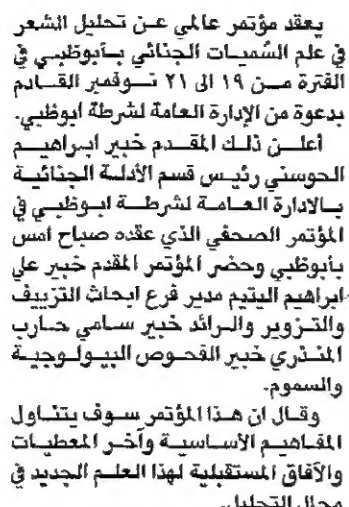 يعقد مؤتمر عالمي عن تحليل الشعر
في علم السُميات الجنائي بأبوظبي في
الفترة من ١٩ الى ٢١ نوفمبر القادم
بدعوة من الإدارة العامة لشرطة ابوظبي.
أعلن ذلك المقدم خبير ابراهيم
الحوسني رئيس قسم الأدلة الجنائية
بالادارة العامة لشرطة ابوظبي في
المؤتمر الصحفي الذي عقده صباح امس
بأبوظبي وحضر المؤتمر المقدم خبير علي
ابراهيم اليتيم مدير فرع ابحاث التزييف
والتزوير والرائد خبير سامي حارب
المنذري خبير الفحوص البيولوجية
والسموم.
وقال ان هذا المؤتمر سوف يتناول
المفاهيم الأساسية وآخر المعطيات
والآفاق المستقبلية لهذا العلم الجديد في
مجال التحليل.